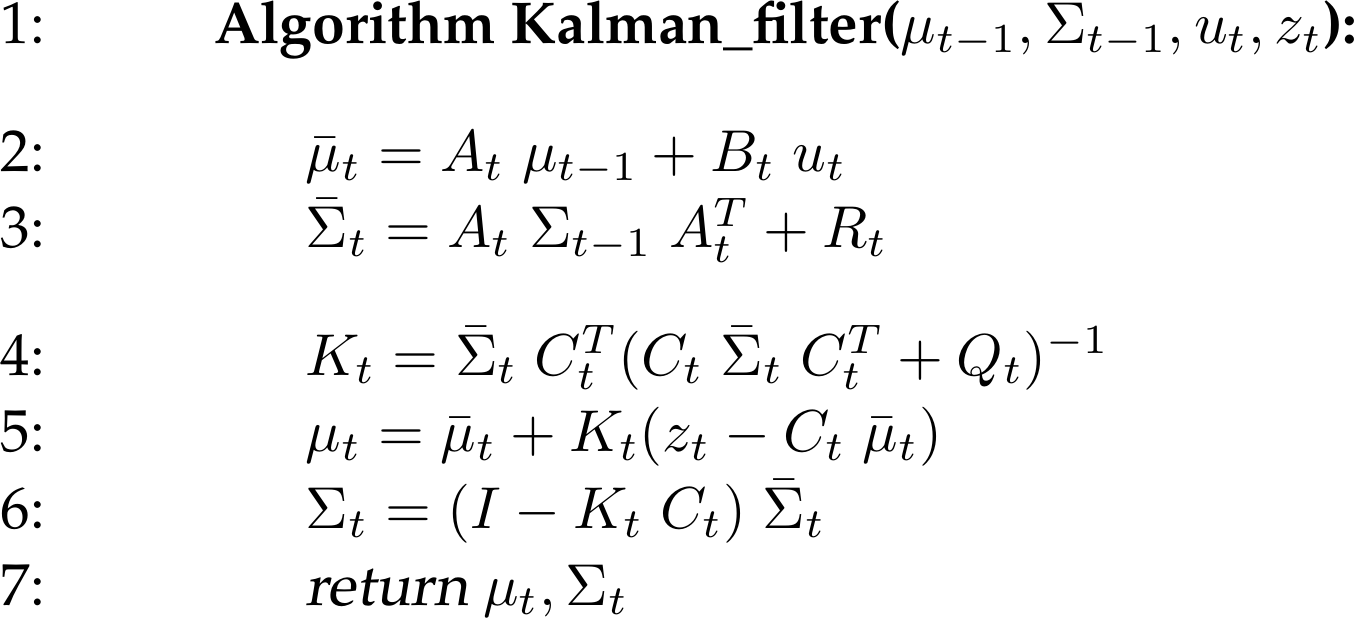 1: Algorithm Kalman_filter(μ_{t−1}, Σ_{t−1}, u_t, z_t):
2: μ̄_t = A_t μ_{t−1} + B_t u_t
3: Σ̄_t = A_t Σ_{t−1} A_t^T + R_t
4: K_t = Σ̄_t C_t^T (C_t Σ̄_t C_t^T + Q_t)^{−1}
5: μ_t = μ̄_t + K_t(z_t − C_t μ̄_t)
6: Σ_t = (I − K_t C_t) Σ̄_t
7: return μ_t, Σ_t